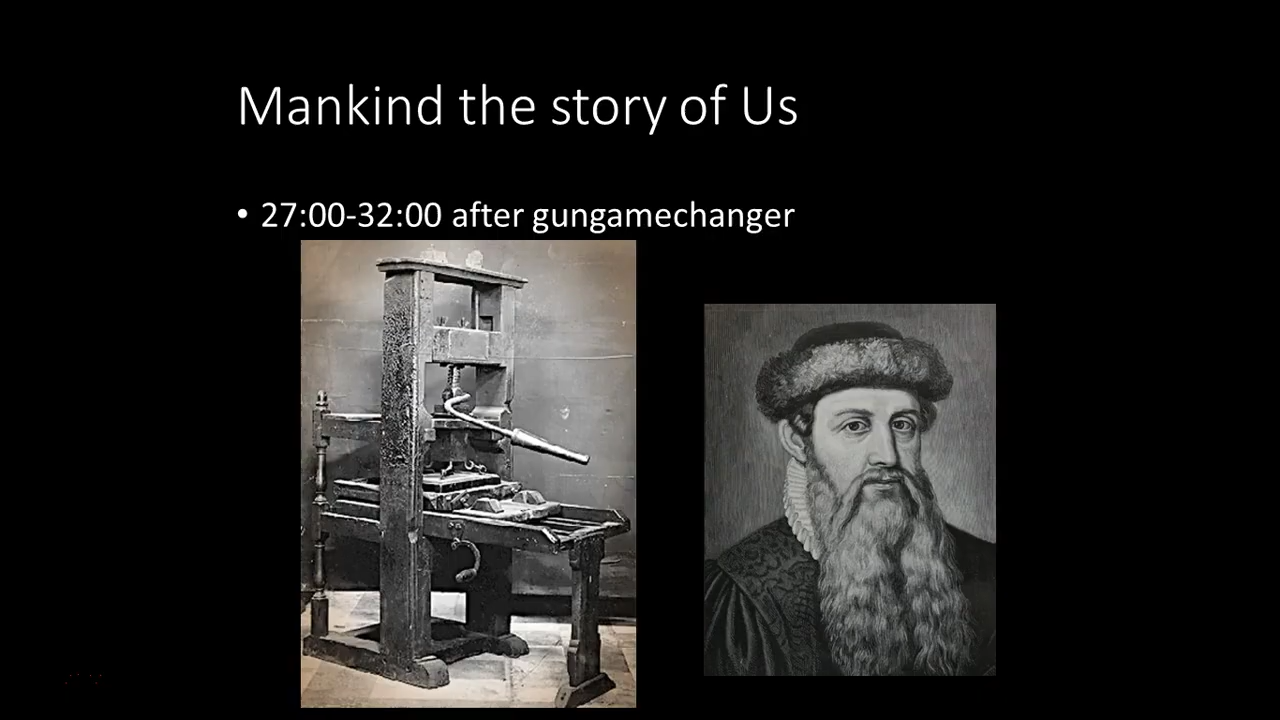 Mankind the story of Us
• 27:00-32:00 after gungamechanger